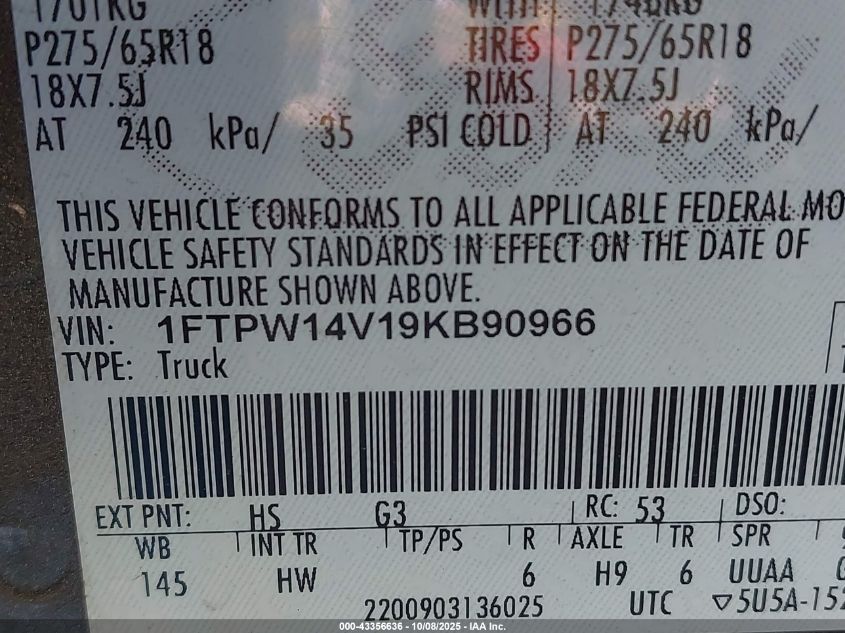 1701KG WITH 1746KG
P275/65R18 TIRES P275/65R18
18X7.5J RIMS 18X7.5J
AT 240 kPa/ 35 PSI COLD AT 240 kPa/
THIS VEHICLE CONFORMS TO ALL APPLICABLE FEDERAL MO
VEHICLE SAFETY STANDARDS IN EFFECT ON THE DATE OF
MANUFACTURE SHOWN ABOVE.
VIN: 1FTPW14V19KB90966
TYPE: Truck
EXT PNT: HS G3 RC: 53 DSO:
WB INT TR TP/PS R AXLE TR SPR
145 HW 6 H9 6 UUAA
2200903136025 UTC ▽5U5A-152
000-43356636 - 10/08/2025 - IAA Inc.